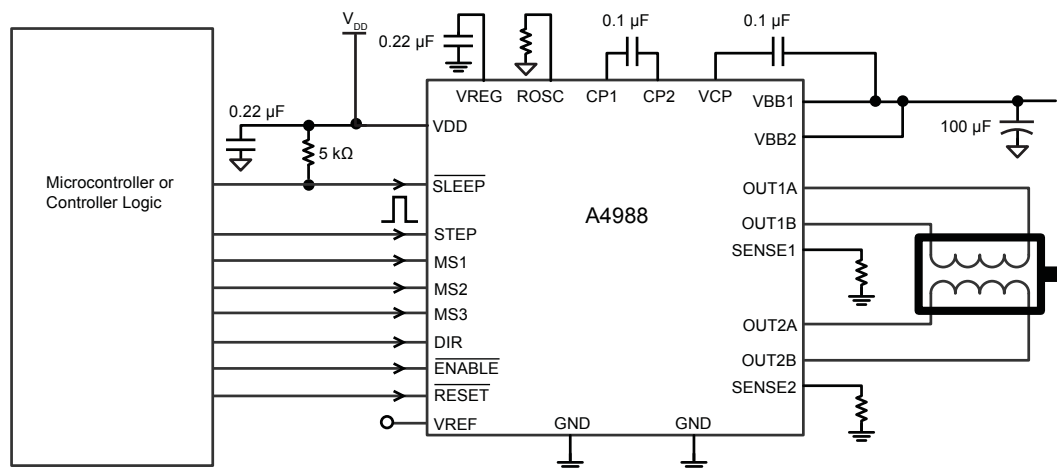 V_DD
0.1 µF
0.1 µF
0.22 µF
VREG
ROSC
CP1
CP2
VCP
VBB1
0.22 µF
VDD
100 µF
VBB2
5 kΩ
Microcontroller or
Controller Logic
SLEEP
OUT1A
A4988
OUT1B
STEP
SENSE1
MS1
MS2
MS3
OUT2A
DIR
OUT2B
ENABLE
SENSE2
RESET
VREF
GND
GND